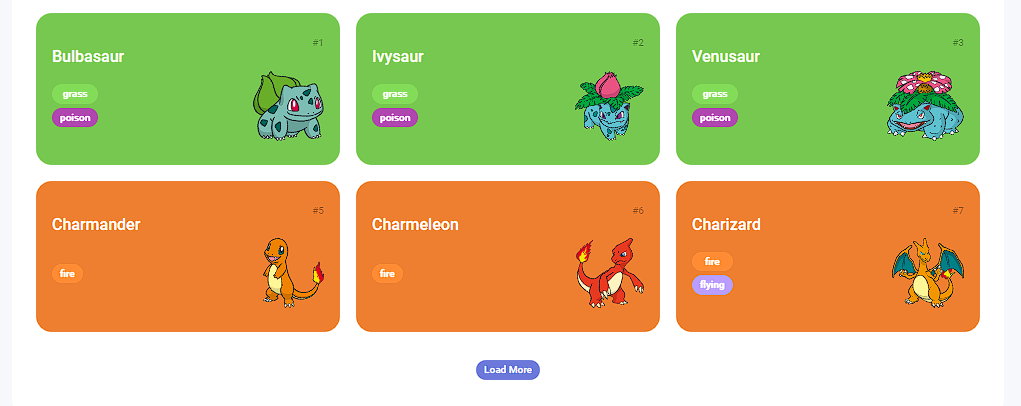 #1
Bulbasaur
grass
poison
#2
Ivysaur
grass
poison
#3
Venusaur
grass
poison
#5
Charmander
fire
#6
Charmeleon
fire
#7
Charizard
fire
flying
Load More